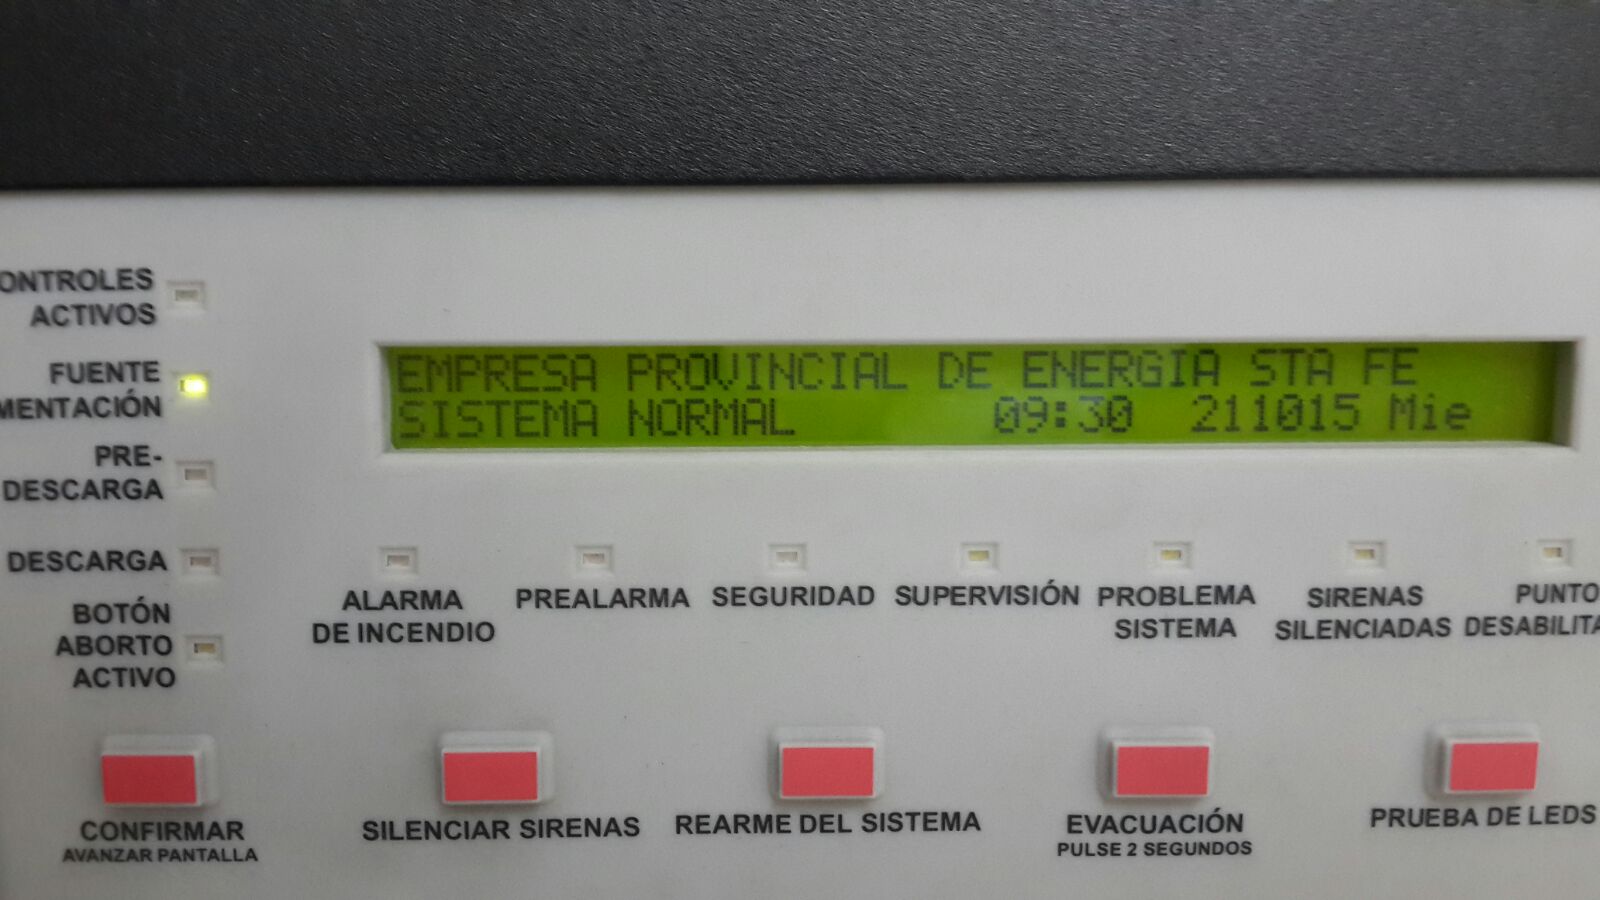 ONTROLES
ACTIVOS
FUENTE
MENTACIÓN
PRE-
DESCARGA
DESCARGA
BOTÓN
ABORTO
ACTIVO
EMPRESA PROVINCIAL DE ENERGIA STA FE
SISTEMA NORMAL 09:30 211015 Mie
ALARMA
DE INCENDIO
PREALARMA
SEGURIDAD
SUPERVISIÓN
PROBLEMA
SISTEMA
SIRENAS
SILENCIADAS
PUNTO
DESABILITA
CONFIRMAR
AVANZAR PANTALLA
SILENCIAR SIRENAS
REARME DEL SISTEMA
EVACUACIÓN
PULSE 2 SEGUNDOS
PRUEBA DE LEDS